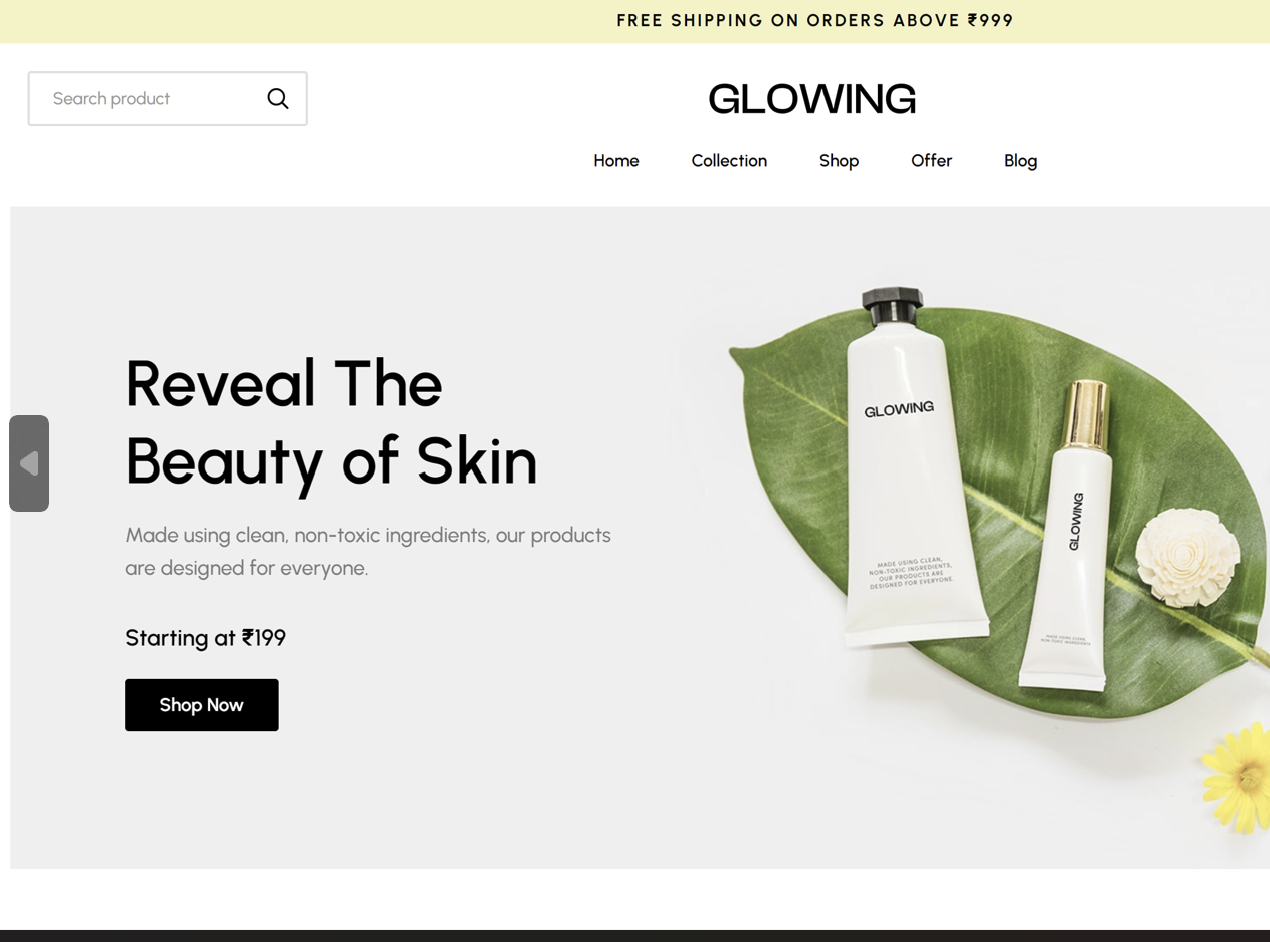 FREE SHIPPING ON ORDERS ABOVE ₹999
Search product
GLOWING
Home Collection Shop Offer Blog
Reveal The
Beauty of Skin
Made using clean, non-toxic ingredients, our products
are designed for everyone.
Starting at ₹199
Shop Now
GLOWING
MADE USING CLEAN,
NON-TOXIC INGREDIENTS,
OUR PRODUCTS ARE
DESIGNED FOR EVERYONE.
GLOWING
MADE USING CLEAN,
NON-TOXIC INGREDIENTS